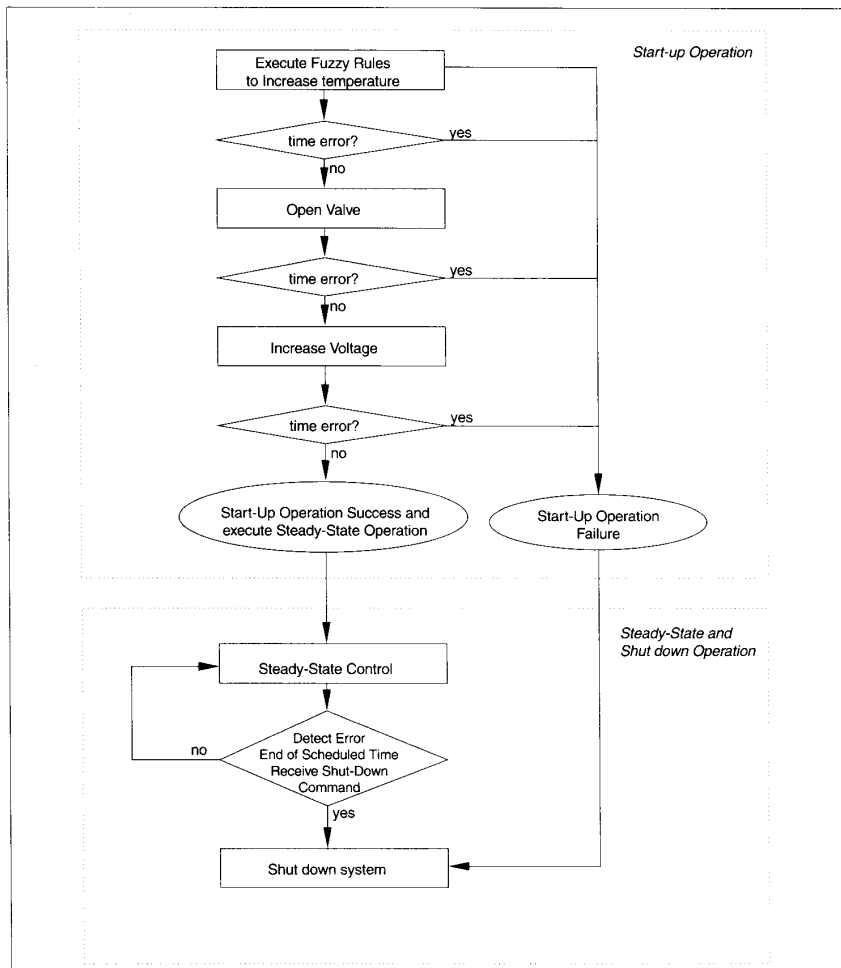 Start-up Operation
Execute Fuzzy Rules
to Increase temperature
time error?
yes
no
Open Valve
time error?
yes
no
Increase Voltage
time error?
yes
no
Start-Up Operation Success and
execute Steady-State Operation
Start-Up Operation
Failure
Steady-State and
Shut down Operation
Steady-State Control
no
Detect Error
End of Scheduled Time
Receive Shut-Down
Command
yes
Shut down system